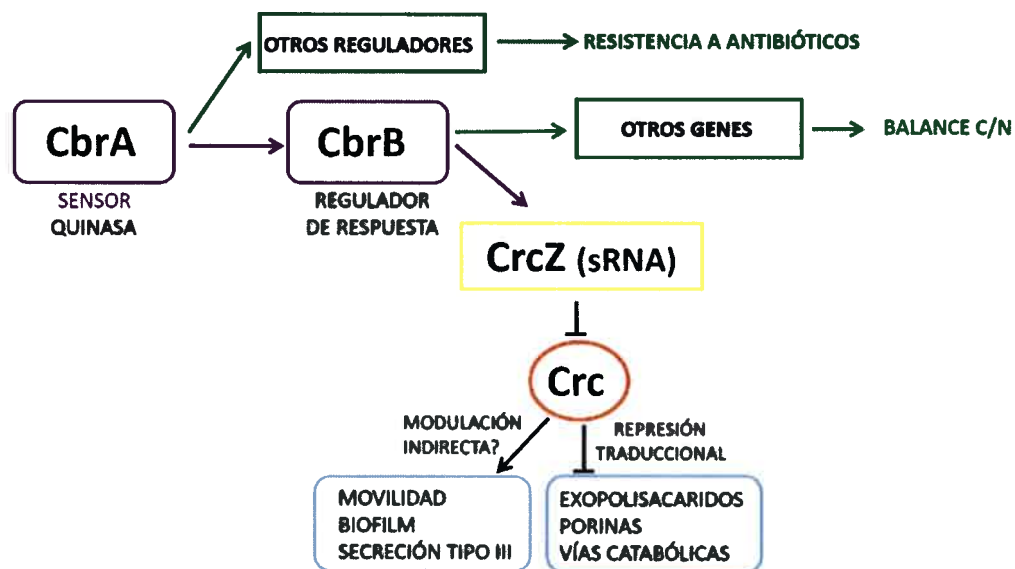 OTROS REGULADORES
RESISTENCIA A ANTIBIÓTICOS
CbrA
CbrB
OTROS GENES
BALANCE C/N
SENSOR
QUINASA
REGULADOR
DE RESPUESTA
CrcZ (sRNA)
Crc
MODULACIÓN
INDIRECTA?
REPRESIÓN
TRADUCCIONAL
MOVILIDAD
BIOFILM
SECRECIÓN TIPO III
EXOPOLISACARIDOS
PORINAS
VÍAS CATABÓLICAS